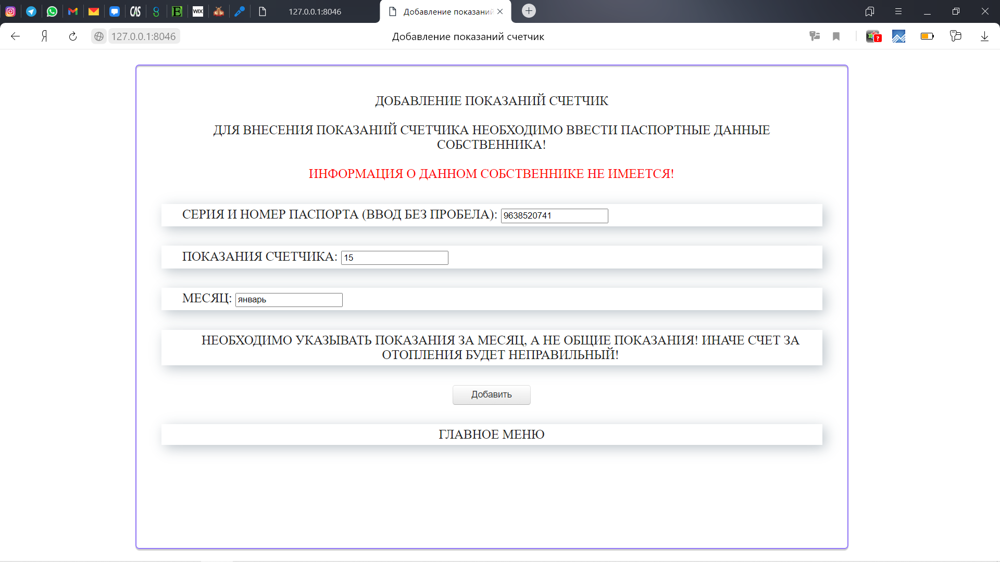 CAS
8
E
WIX
127.0.0.1:8046
Добавление показаний
Я
127.0.0.1:8046
Добавление показаний счетчик
?
ДОБАВЛЕНИЕ ПОКАЗАНИЙ СЧЕТЧИК
ДЛЯ ВНЕСЕНИЯ ПОКАЗАНИЙ СЧЕТЧИКА НЕОБХОДИМО ВВЕСТИ ПАСПОРТНЫЕ ДАННЫЕ
СОБСТВЕННИКА!
ИНФОРМАЦИЯ О ДАННОМ СОБСТВЕННИКЕ НЕ ИМЕЕТСЯ!
СЕРИЯ И НОМЕР ПАСПОРТА (ВВОД БЕЗ ПРОБЕЛА): 9638520741
ПОКАЗАНИЯ СЧЕТЧИКА: 15
МЕСЯЦ: январь
НЕОБХОДИМО УКАЗЫВАТЬ ПОКАЗАНИЯ ЗА МЕСЯЦ, А НЕ ОБЩИЕ ПОКАЗАНИЯ! ИНАЧЕ СЧЕТ ЗА
ОТОПЛЕНИЯ БУДЕТ НЕПРАВИЛЬНЫЙ!
Добавить
ГЛАВНОЕ МЕНЮ